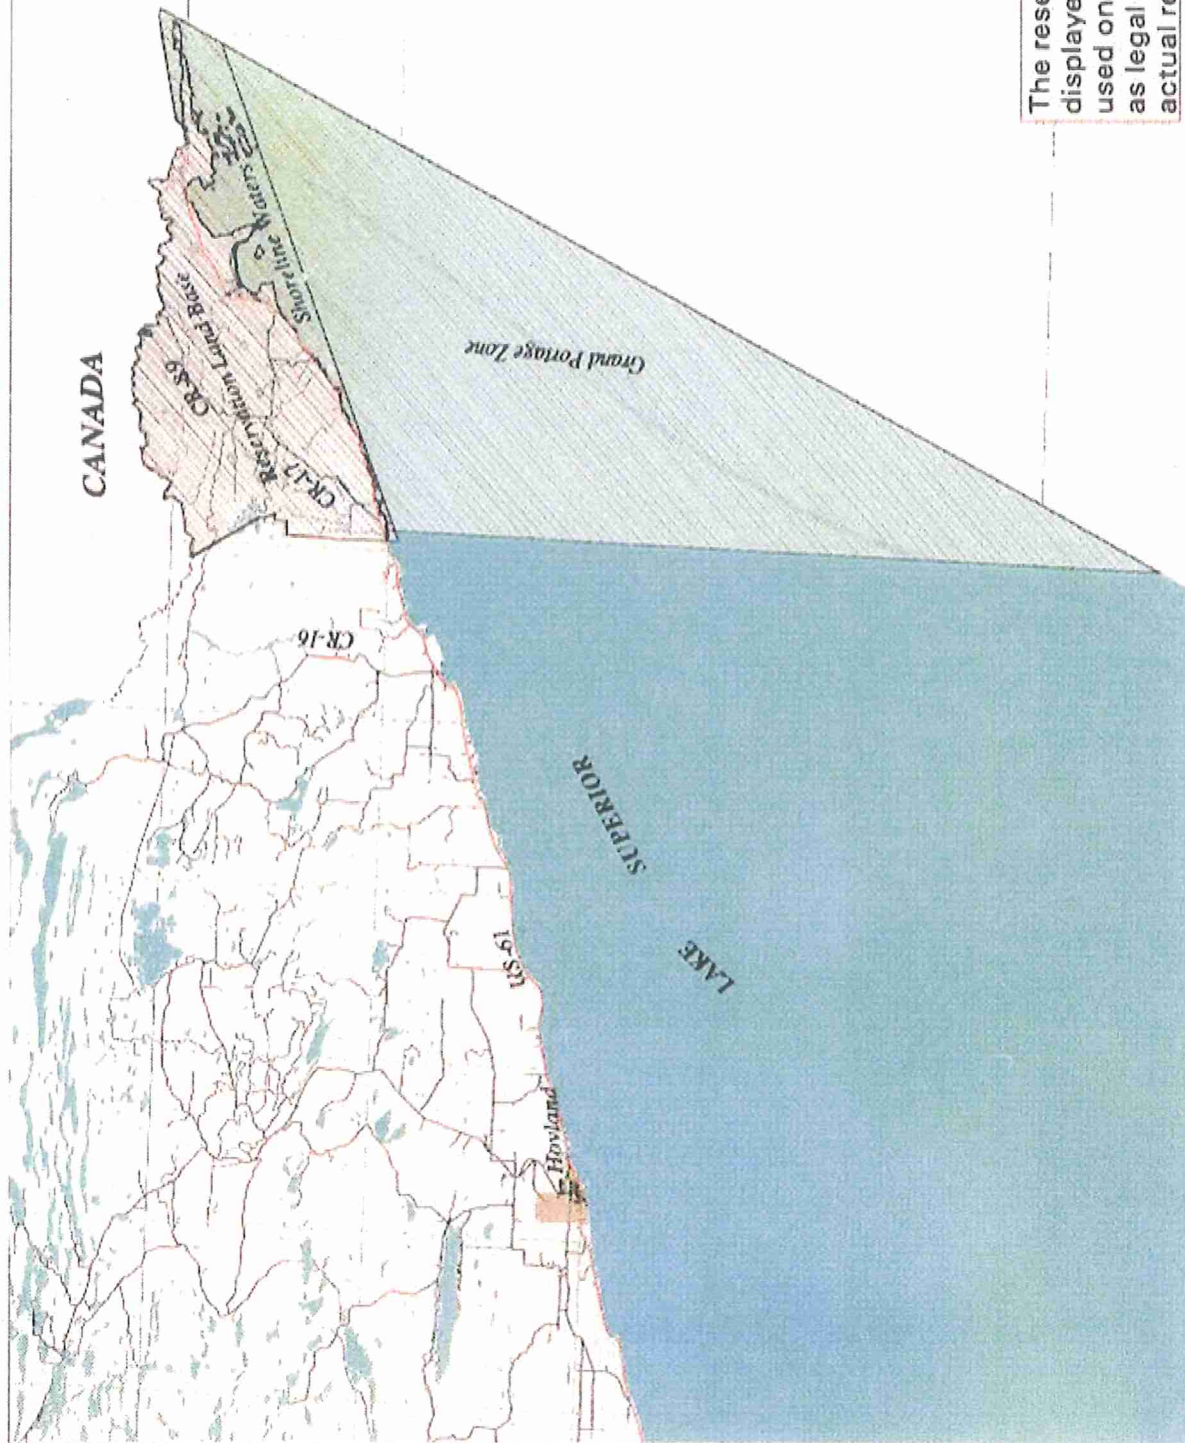 CANADA
CR-89
Reservation Land Base
CR-17
Shoreline Waters
Grand Portage Zone
CR-16
US-61
Hovland
LAKE
SUPERIOR
The rese
displaye
used on
as legal
actual re